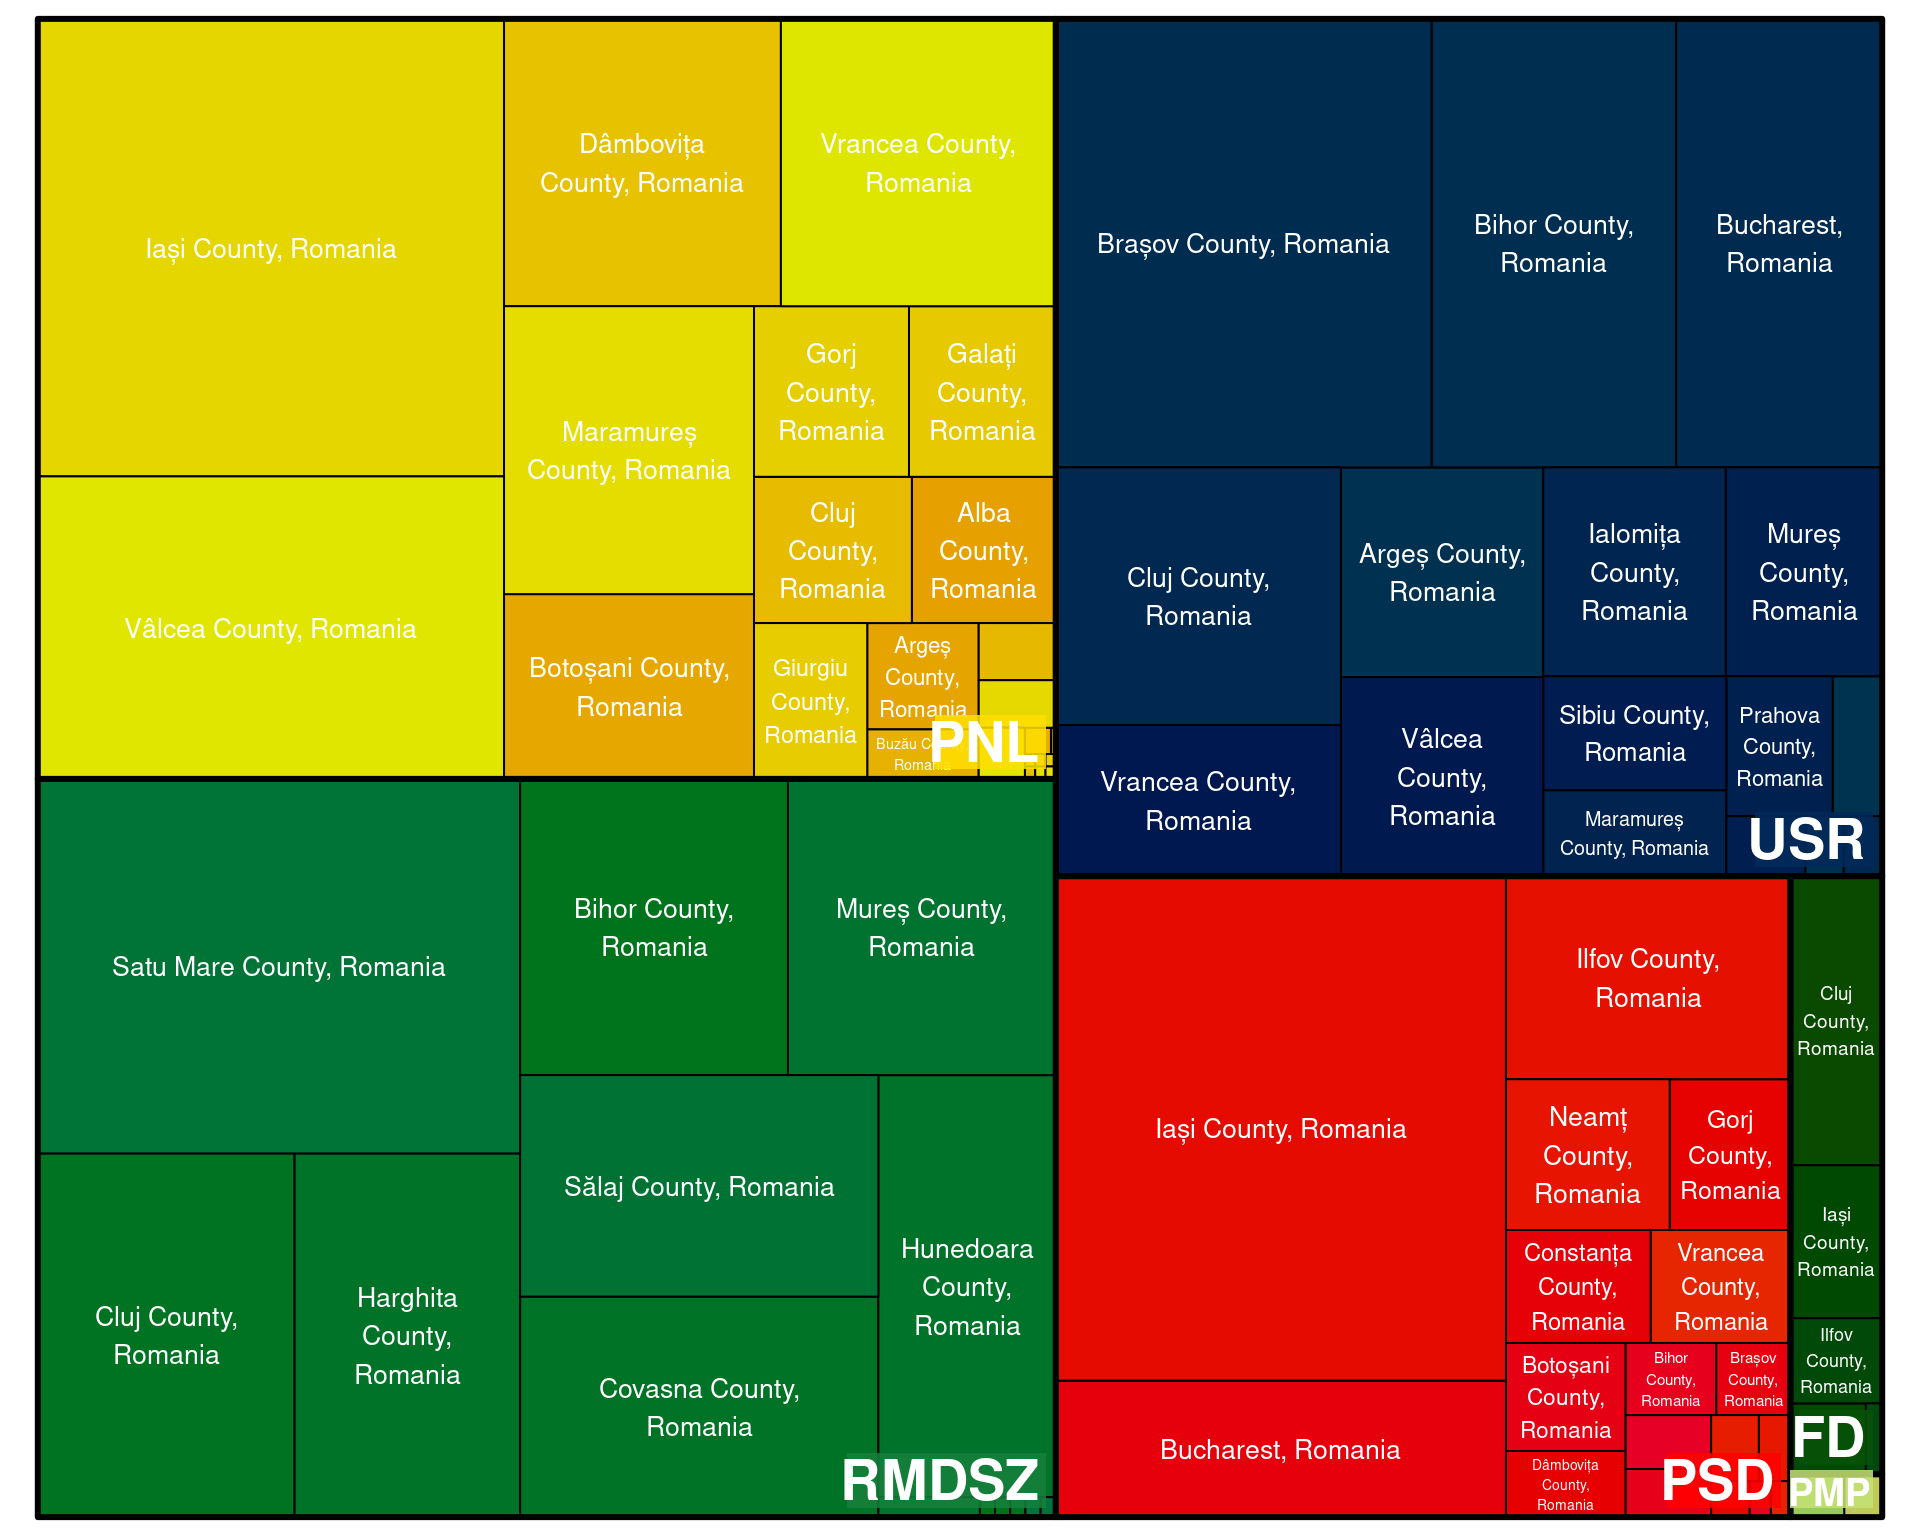 Iași County, Romania
Dâmbovița
County, Romania
Vrancea County,
Romania
Maramureș
County, Romania
Gorj
County,
Romania
Galați
County,
Romania
Cluj
County,
Romania
Alba
County,
Romania
Vâlcea County, Romania
Botoșani County,
Romania
Giurgiu
County,
Romania
Argeș
County,
Romania
Buzău
Romania
PNL
Brașov County, Romania
Bihor County,
Romania
Bucharest,
Romania
Cluj County,
Romania
Argeș County,
Romania
Ialomița
County,
Romania
Mureș
County,
Romania
Vrancea County,
Romania
Vâlcea
County,
Romania
Sibiu County,
Romania
Prahova
County,
Romania
Maramureș
County, Romania
USR
Satu Mare County, Romania
Bihor County,
Romania
Mureș County,
Romania
Cluj County,
Romania
Harghita
County,
Romania
Sălaj County, Romania
Covasna County,
Romania
Hunedoara
County,
Romania
RMDSZ
Iași County, Romania
Bucharest, Romania
Ilfov County,
Romania
Neamț
County,
Romania
Gorj
County,
Romania
Constanța
County,
Romania
Vrancea
County,
Romania
Botoșani
County,
Romania
Bihor
County,
Romania
Brașov
County,
Romania
Dâmbovița
County,
Romania
PSD
Cluj
County,
Romania
Iași
County,
Romania
Ilfov
County,
Romania
FD
PMP